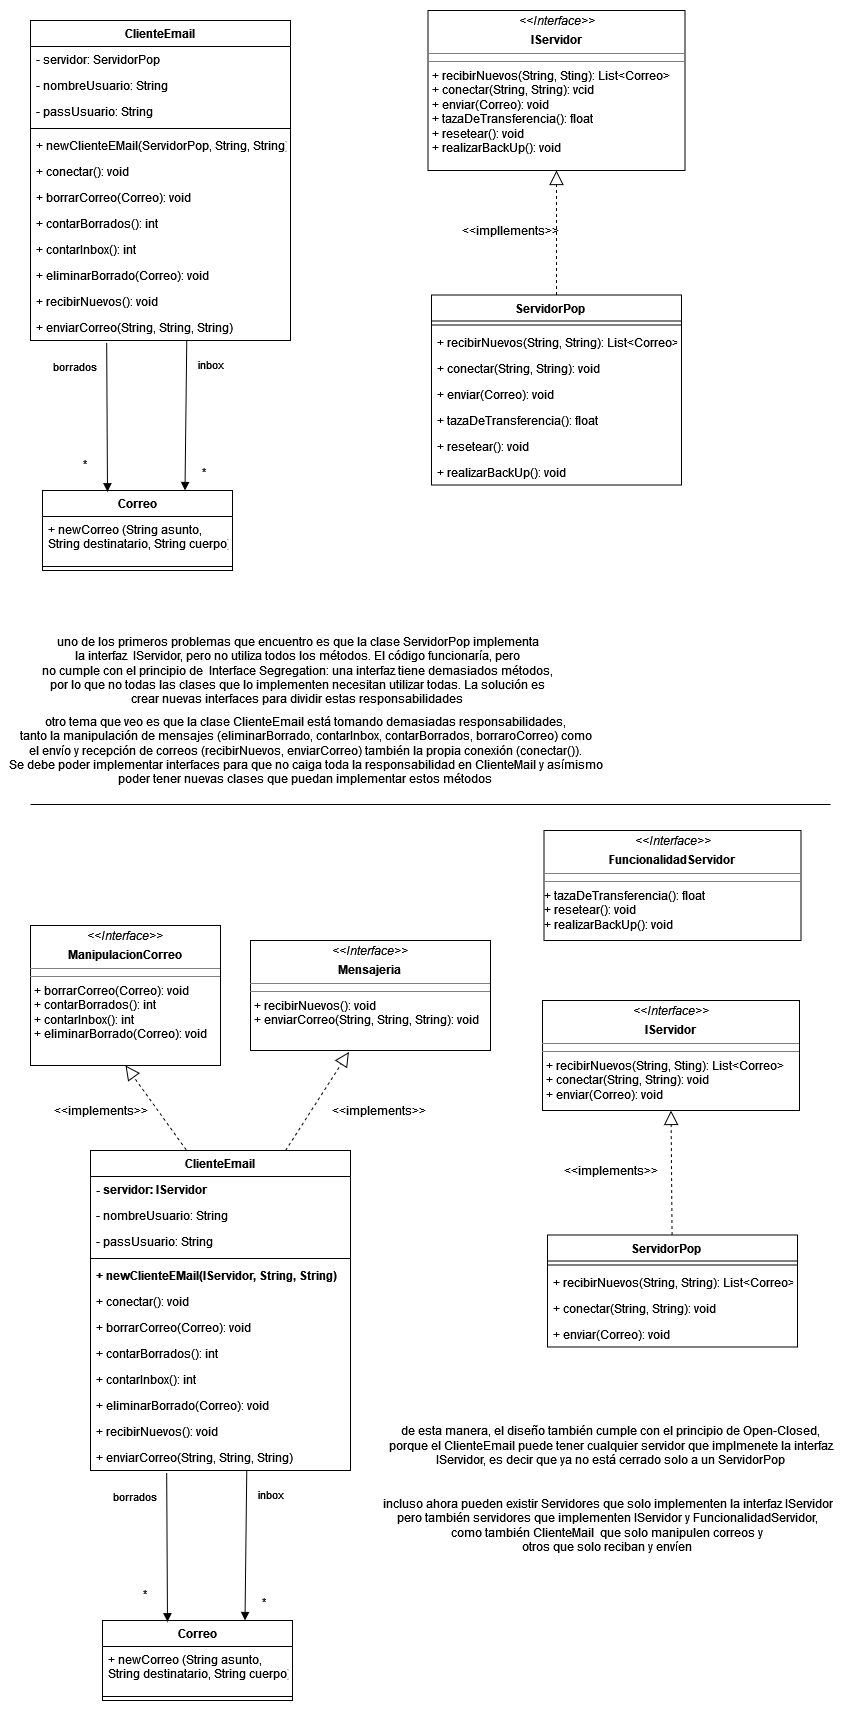 ClienteEmail
- servidor: ServidorPop
- nombreUsuario: String
- passUsuario: String
+ newClienteEMail(ServidorPop, String, String)
+ conectar(): void
+ borrarCorreo(Correo): void
+ contarBorrados(): int
+ contarInbox(): int
+ eliminarBorrado(Correo): void
+ recibirNuevos(): void
+ enviarCorreo(String, String, String)
<<Interface>>
IServidor
+ recibirNuevos(String, Sting): List<Correo>
+ conectar(String, String): vcid
+ enviar(Correo): void
+ tazaDeTransferencia(): float
+ resetear(): void
+ realizarBackUp(): void
<<impllements>>
ServidorPop
+ recibirNuevos(String, String): List<Correo>
+ conectar(String, String): void
+ enviar(Correo): void
+ tazaDeTransferencia(): float
+ resetear(): void
+ realizarBackUp(): void
borrados
inbox
*
*
Correo
+ newCorreo (String asunto,
String destinatario, String cuerpo)
uno de los primeros problemas que encuentro es que la clase ServidorPop implementa
la interfaz IServidor, pero no utiliza todos los métodos. El código funcionaría, pero
no cumple con el principio de Interface Segregation: una interfaz tiene demasiados métodos,
por lo que no todas las clases que lo implementen necesitan utilizar todas. La solución es
crear nuevas interfaces para dividir estas responsabilidades
otro tema que veo es que la clase ClienteEmail está tomando demasiadas responsabilidades,
tanto la manipulación de mensajes (eliminarBorrado, contarInbox, contarBorrados, borraroCorreo) como
el envío y recepción de correos (recibirNuevos, enviarCorreo) también la propia conexión (conectar()).
Se debe poder implementar interfaces para que no caiga toda la responsabilidad en ClienteMail y asímismo
poder tener nuevas clases que puedan implementar estos métodos
<<Interface>>
FuncionalidadServidor
+ tazaDeTransferencia(): float
+ resetear(): void
+ realizarBackUp(): void
<<Interface>>
ManipulacionCorreo
+ borrarCorreo(Correo): void
+ contarBorrados(): int
+ contarInbox(): int
+ eliminarBorrado(Correo): void
<<Interface>>
Mensajeria
+ recibirNuevos(): void
+ enviarCorreo(String, String, String): void
<<Interface>>
IServidor
+ recibirNuevos(String, Sting): List<Correo>
+ conectar(String, String): void
+ enviar(Correo): void
<<implements>>
<<implements>>
<<implements>>
ClienteEmail
- servidor: IServidor
- nombreUsuario: String
- passUsuario: String
+ newClienteEMail(IServidor, String, String)
+ conectar(): void
+ borrarCorreo(Correo): void
+ contarBorrados(): int
+ contarInbox(): int
+ eliminarBorrado(Correo): void
+ recibirNuevos(): void
+ enviarCorreo(String, String, String)
ServidorPop
+ recibirNuevos(String, String): List<Correo>
+ conectar(String, String): void
+ enviar(Correo): void
de esta manera, el diseño también cumple con el principio de Open-Closed,
porque el ClienteEmail puede tener cualquier servidor que implmenete la interfaz
IServidor, es decir que ya no está cerrado solo a un ServidorPop
incluso ahora pueden existir Servidores que solo implementen la interfaz IServidor
pero también servidores que implementen IServidor y FuncionalidadServidor,
como también ClienteMail que solo manipulen correos y
otros que solo reciban y envíen
borrados
inbox
*
*
Correo
+ newCorreo (String asunto,
String destinatario, String cuerpo)